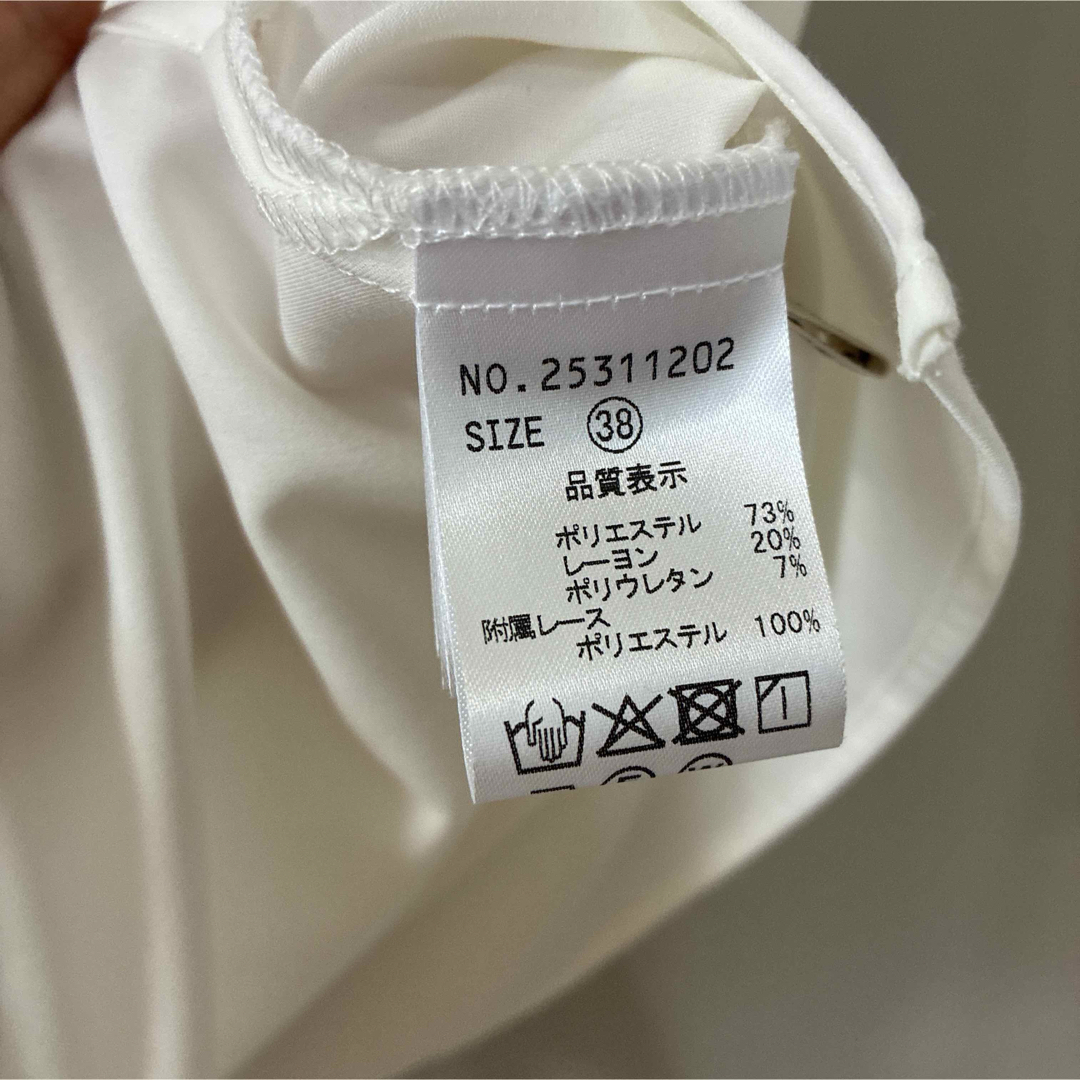 NO.25311202
SIZE 38
品質表示
ポリエステル 73%
レーヨン 20%
ポリウレタン 7%
附属レース
ポリエステル 100%